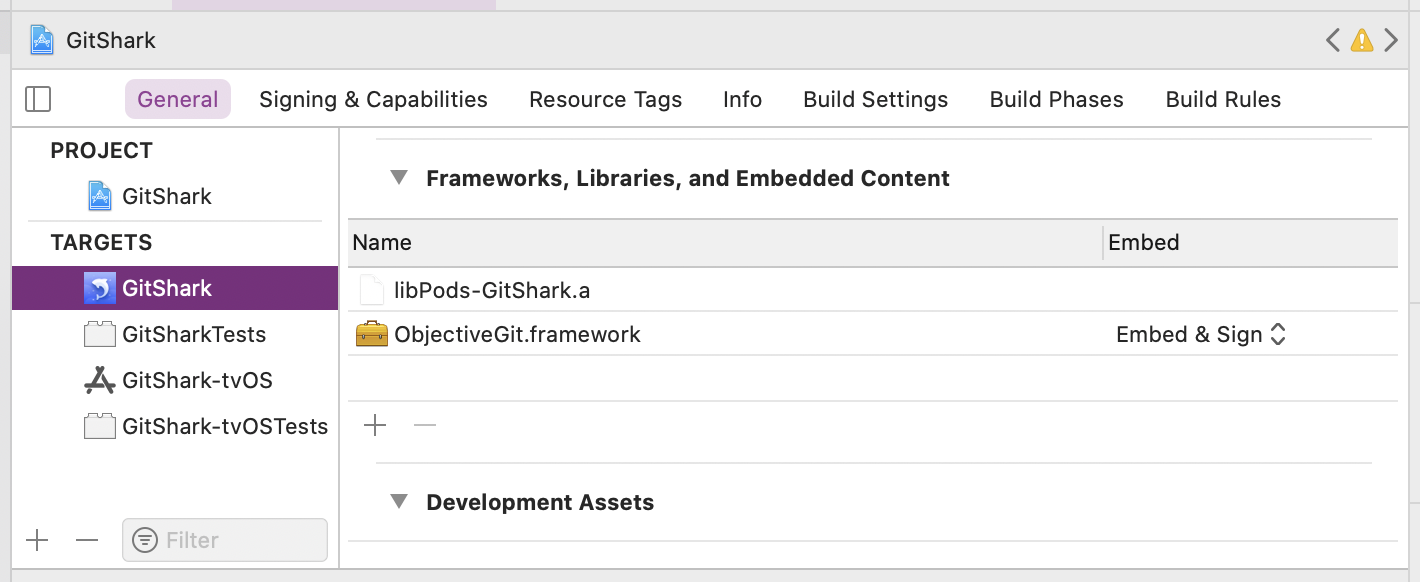 GitShark
General Signing & Capabilities Resource Tags Info Build Settings Build Phases Build Rules
PROJECT
GitShark
TARGETS
GitShark
GitSharkTests
GitShark-tvOS
GitShark-tvOSTests
Filter
Frameworks, Libraries, and Embedded Content
Name Embed
libPods-GitShark.a
ObjectiveGit.framework Embed & Sign
Development Assets